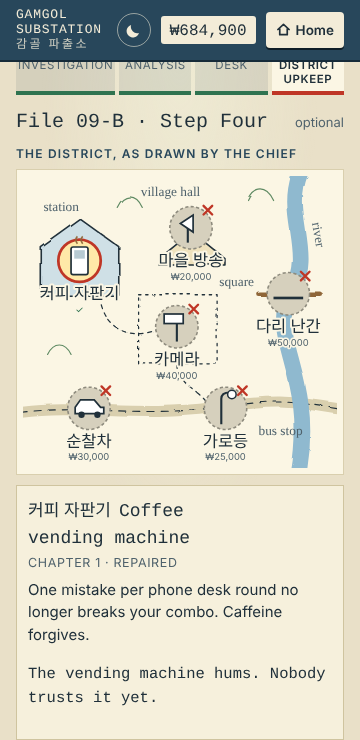 GAMGOL
SUBSTATION
감골 파출소
₩684,900
Home
INVESTIGATION
ANALYSIS
DESK
DISTRICT
UPKEEP
File 09-B · Step Four
optional
THE DISTRICT, AS DRAWN BY THE CHIEF
village hall
station
river
마을 방송
₩20,000
square
커피 자판기
다리 난간
₩50,000
카메라
₩40,000
bus stop
순찰차
₩30,000
가로등
₩25,000
커피 자판기 Coffee
vending machine
CHAPTER 1 · REPAIRED
One mistake per phone desk round no
longer breaks your combo. Caffeine
forgives.
The vending machine hums. Nobody
trusts it yet.